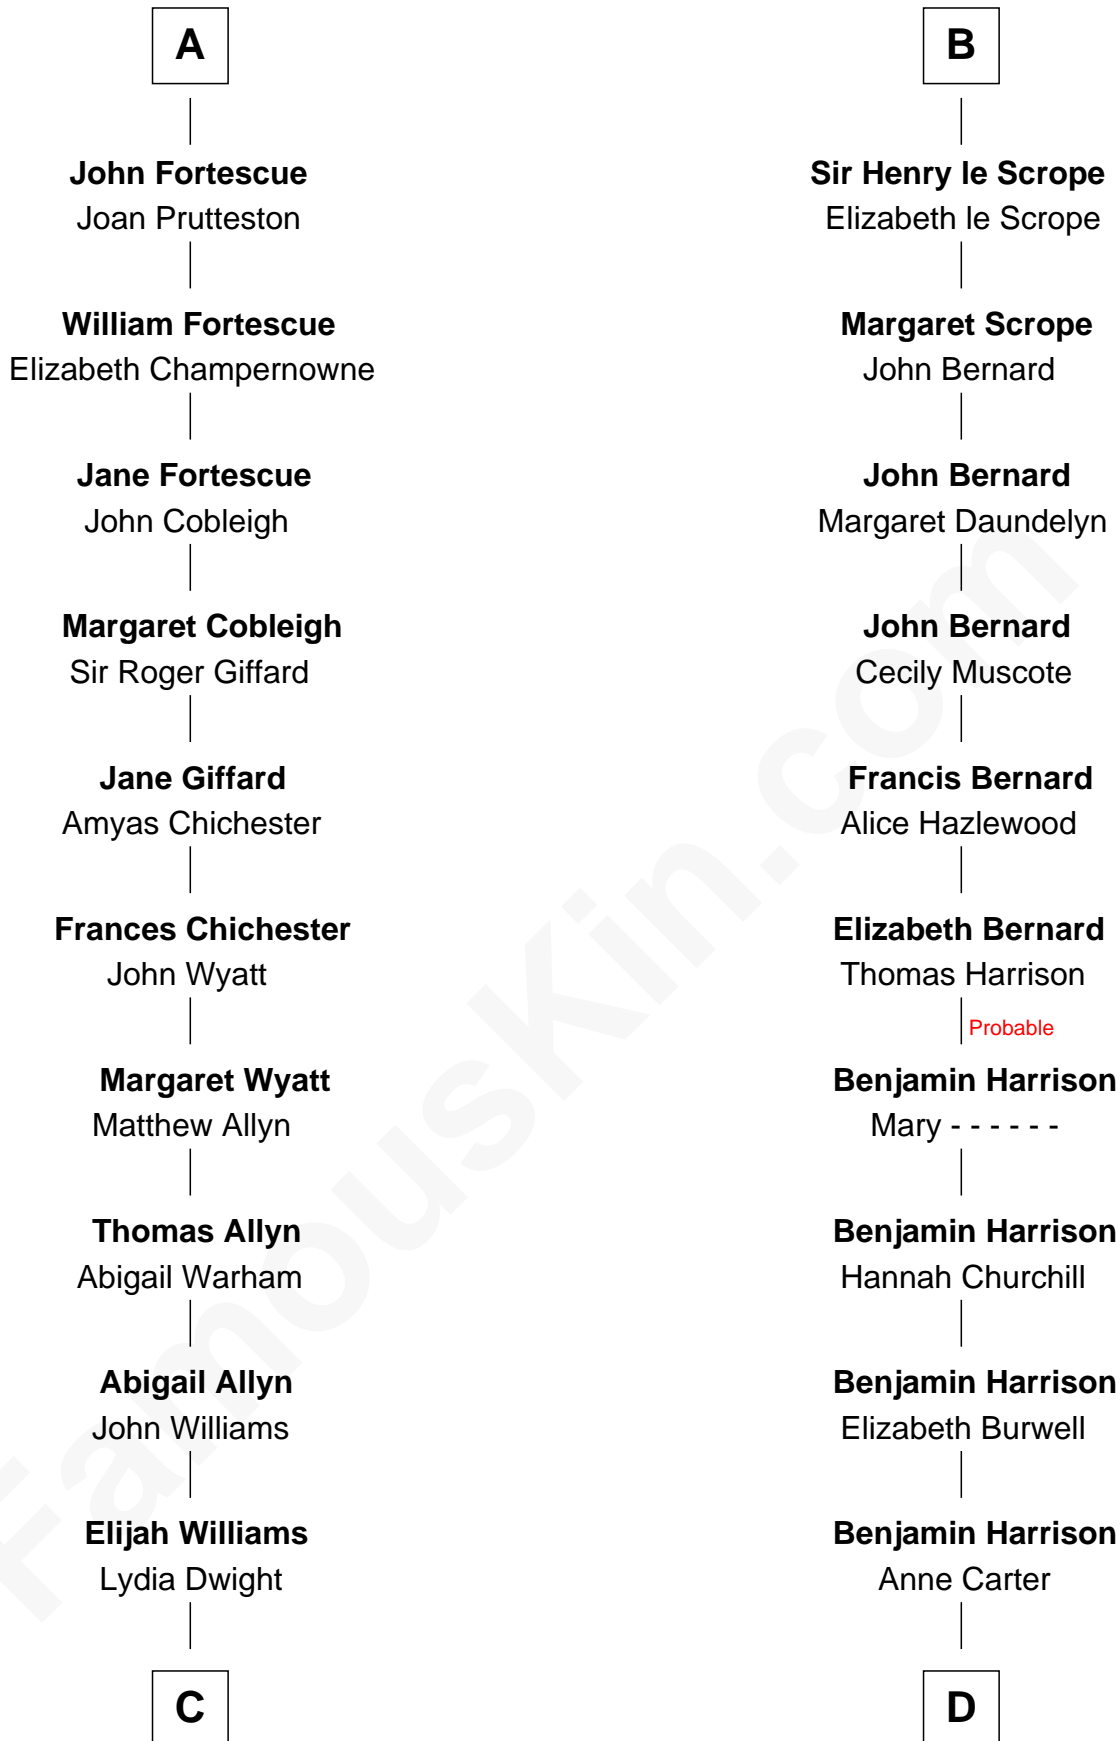 A
John Fortescue
Joan Prutteston
William Fortescue
Elizabeth Champernowne
Jane Fortescue
John Cobleigh
Margaret Cobleigh
Sir Roger Giffard
Jane Giffard
Amyas Chichester
Frances Chichester
John Wyatt
Margaret Wyatt
Matthew Allyn
Thomas Allyn
Abigail Warham
Abigail Allyn
John Williams
Elijah Williams
Lydia Dwight
C
B
Sir Henry le Scrope
Elizabeth le Scrope
Margaret Scrope
John Bernard
John Bernard
Margaret Daundelyn
John Bernard
Cecily Muscote
Francis Bernard
Alice Hazlewood
Elizabeth Bernard
Thomas Harrison
Probable
Benjamin Harrison
Mary - - - - - -
Benjamin Harrison
Hannah Churchill
Benjamin Harrison
Elizabeth Burwell
Benjamin Harrison
Anne Carter
D
FamousKin.com